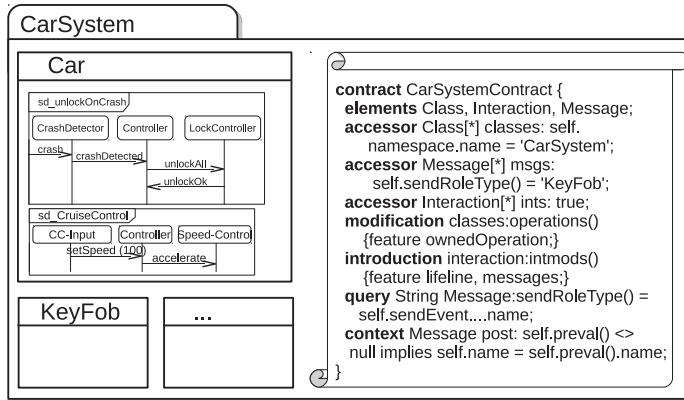 CarSystem
Car
sd_unlockOnCrash
CrashDetector Controller LockController
crash
crashDetected
unlockAll
unlockOk
sd_CruiseControl
CC-Input Controller Speed-Control
setSpeed (100)
accelerate
KeyFob
...
contract CarSystemContract {
elements Class, Interaction, Message;
accessor Class[*] classes: self.
namespace.name = 'CarSystem';
accessor Message[*] msgs:
self.sendRoleType() = 'KeyFob';
accessor Interaction[*] ints: true;
modification classes:operations()
{feature ownedOperation;}
introduction interaction:intmods()
{feature lifeline, messages;}
query String Message:sendRoleType() =
self.sendEvent....name;
context Message post: self.preval() <>
null implies self.name = self.preval().name;
}